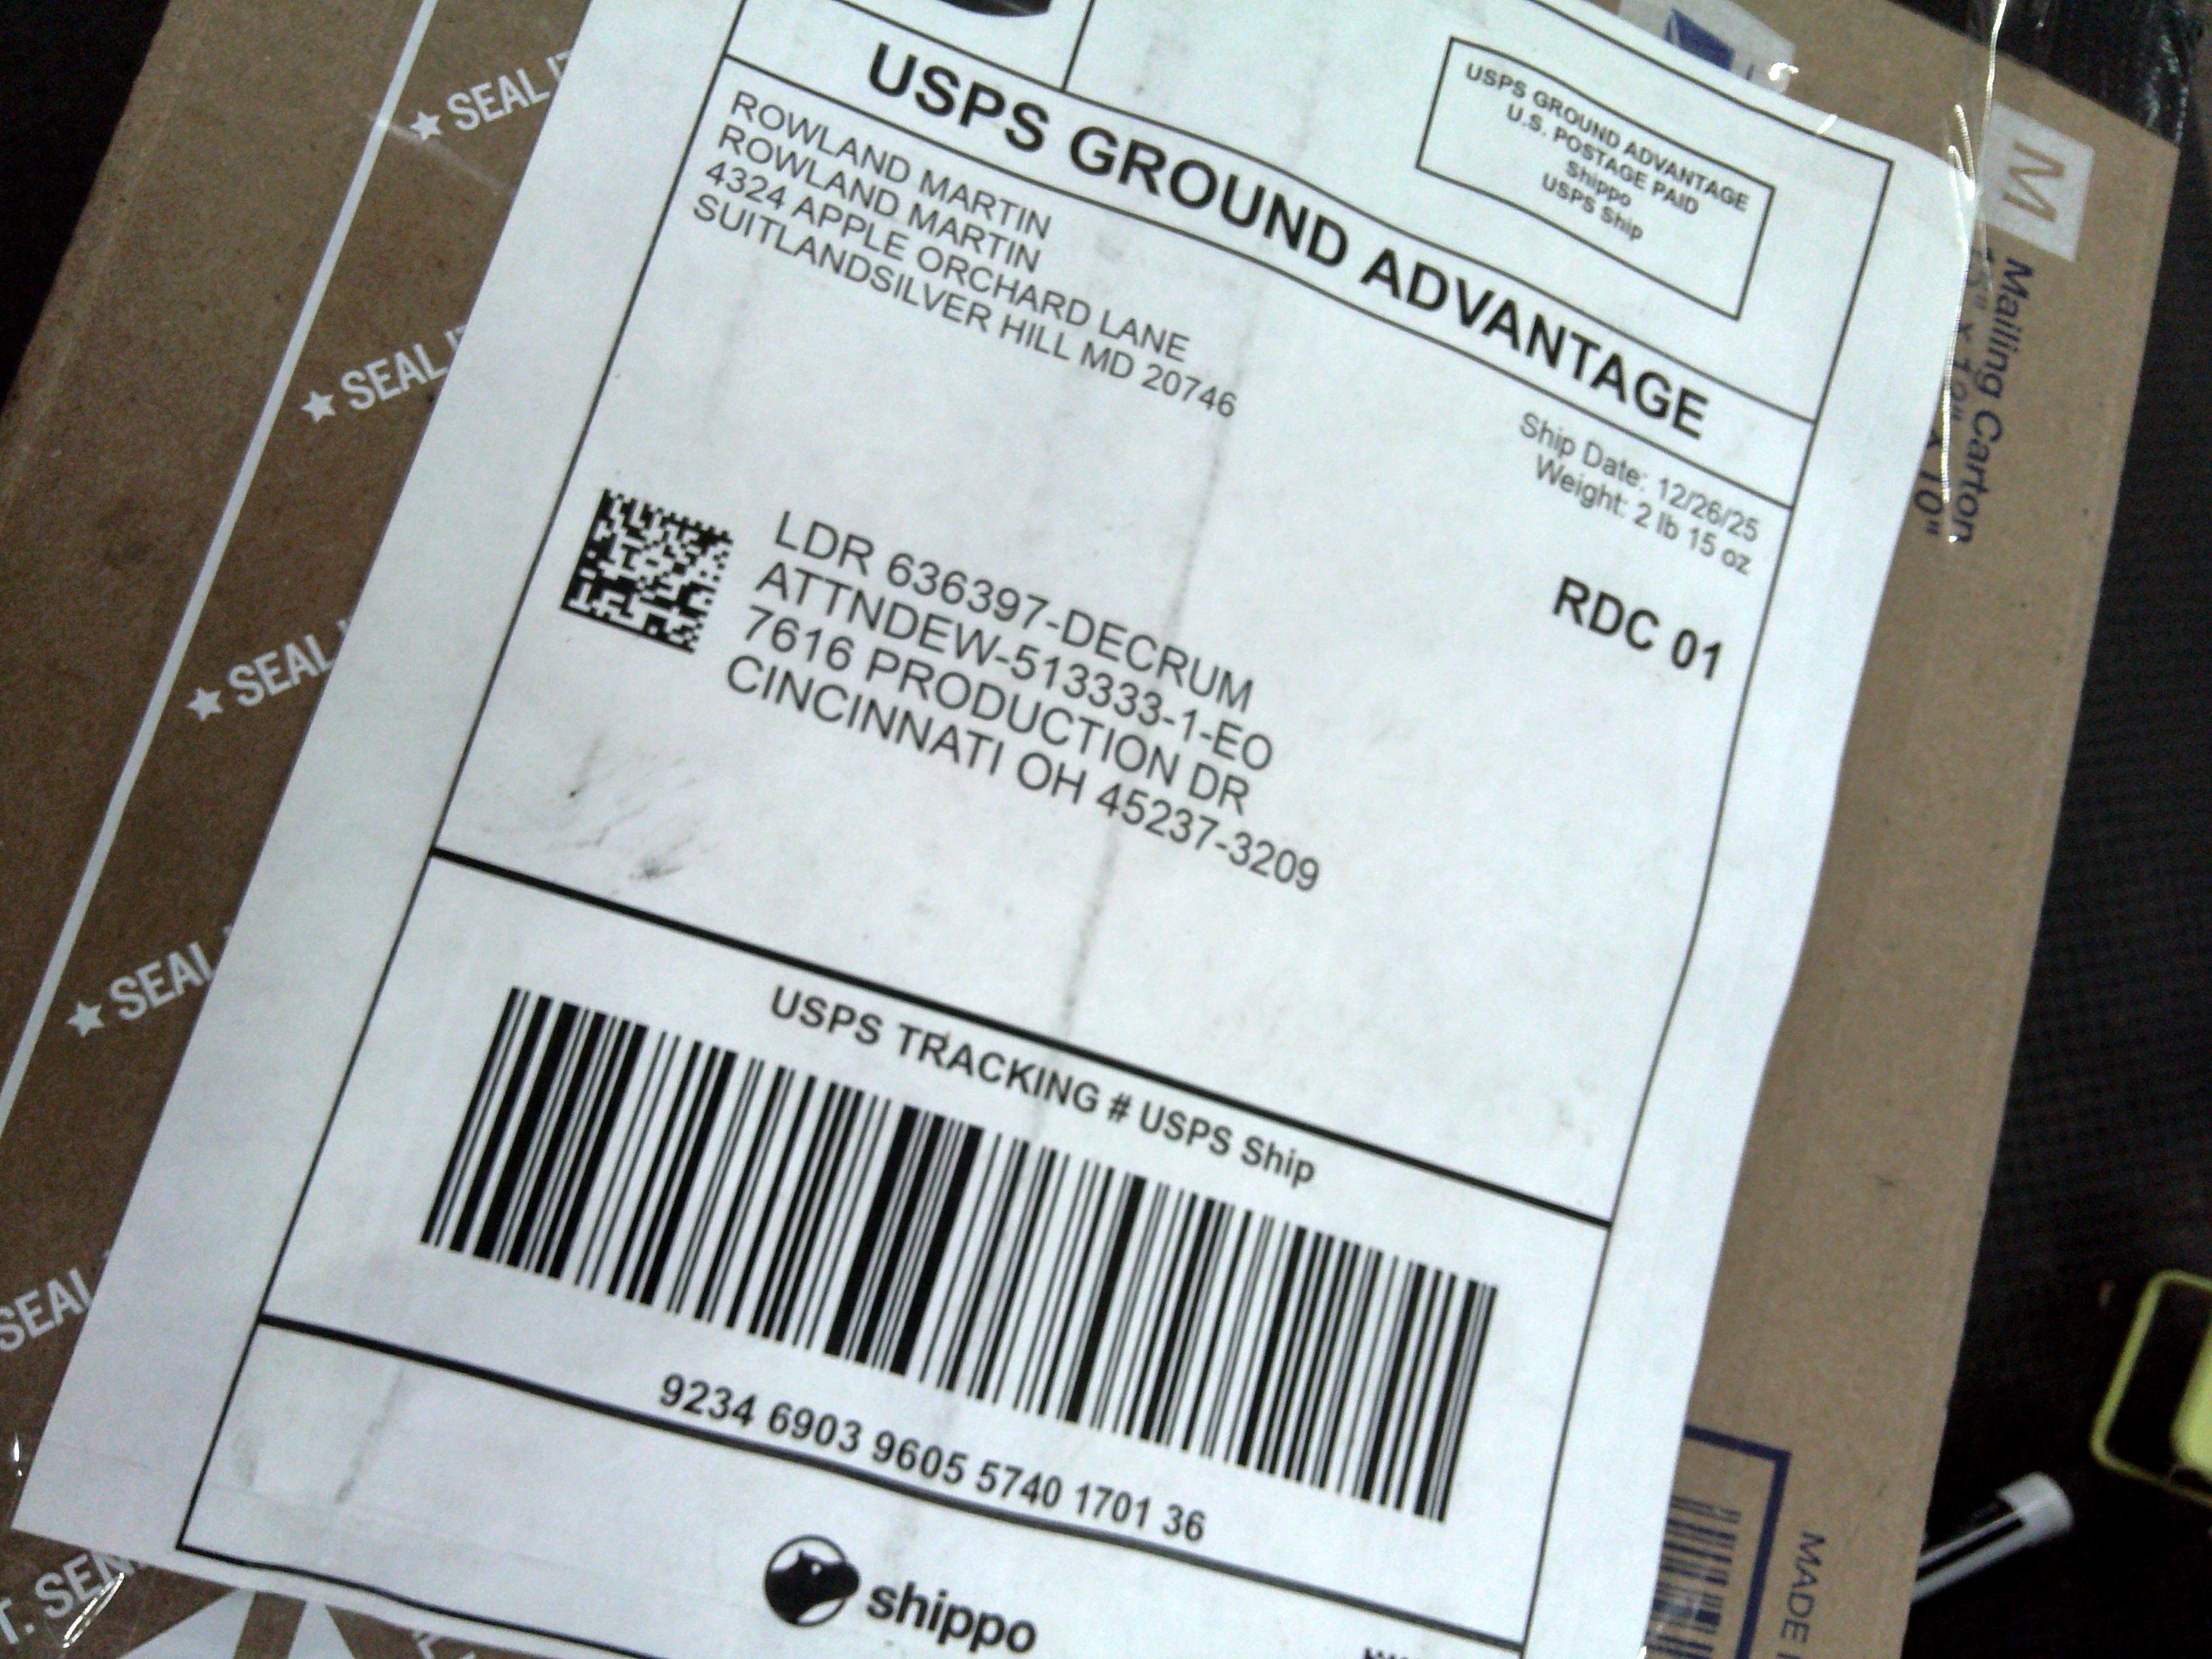 USPS GROUND ADVANTAGE
U.S. POSTAGE PAID
Shippo
USPS Ship
USPS GROUND ADVANTAGE
ROWLAND MARTIN
ROWLAND MARTIN
4324 APPLE ORCHARD LANE
SUITLANDSILVER HILL MD 20746
Ship Date: 12/26/25
Weight: 2 lb 15 oz
RDC 01
LDR 636397-DECRUM
ATTNDEW-513333-1-EO
7616 PRODUCTION DR
CINCINNATI OH 45237-3209
USPS TRACKING # USPS Ship
9234 6903 9605 5740 1701 36
shippo
★ SEAL
★ SEAL
★ SEAL
★ SEAL
SEAL
M
Mailing Carton
x 10"
MADE